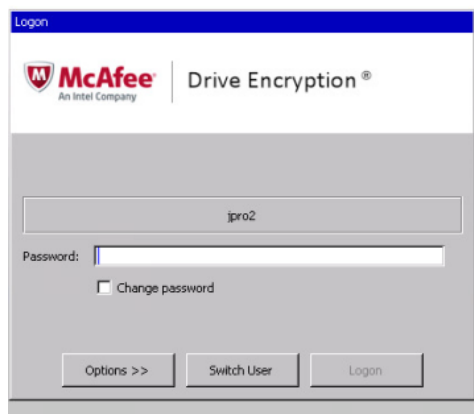 Logon
McAfee®
An Intel Company
Drive Encryption ®
jpro2
Password:
Change password
Options >>
Switch User
Logon